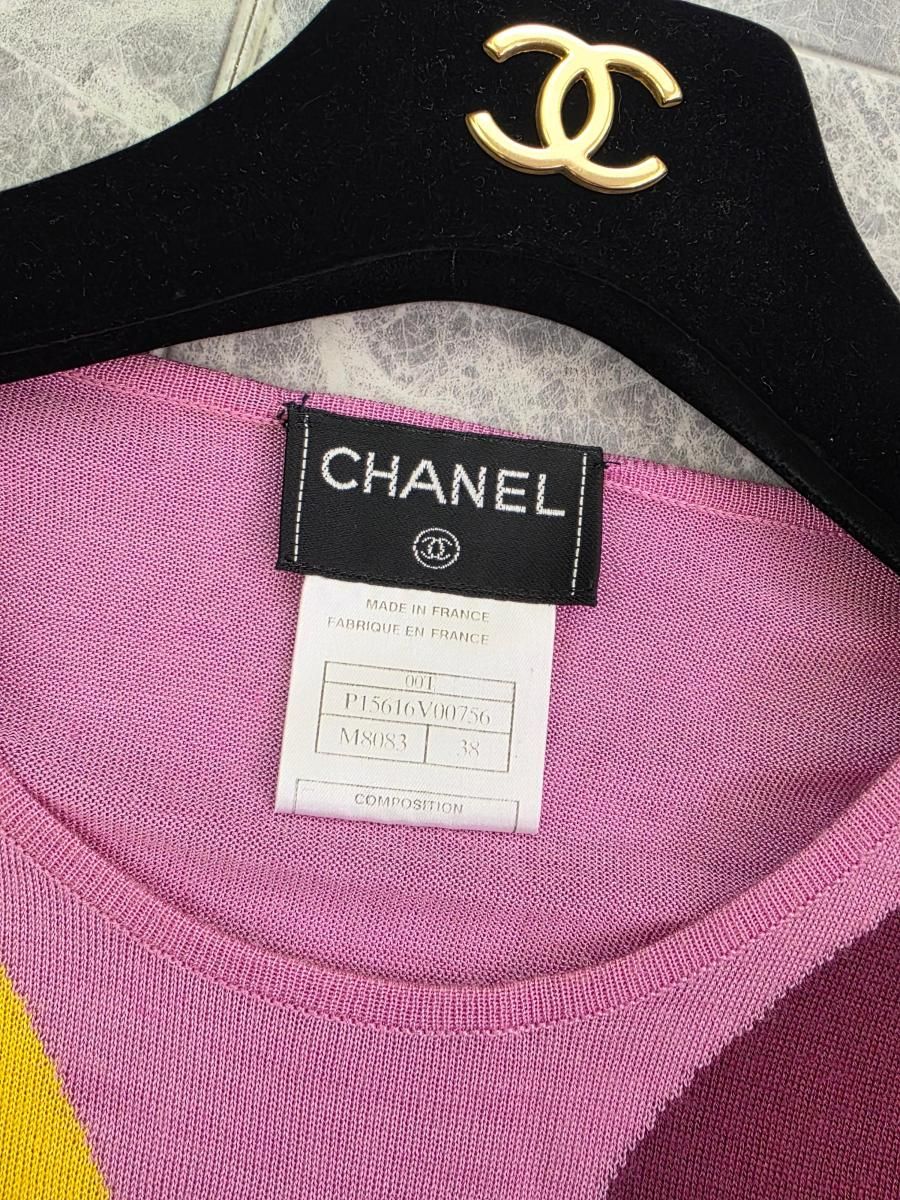 CHANEL
MADE IN FRANCE
FABRIQUE EN FRANCE
00T
P15616V00756
M8083 38
COMPOSITION